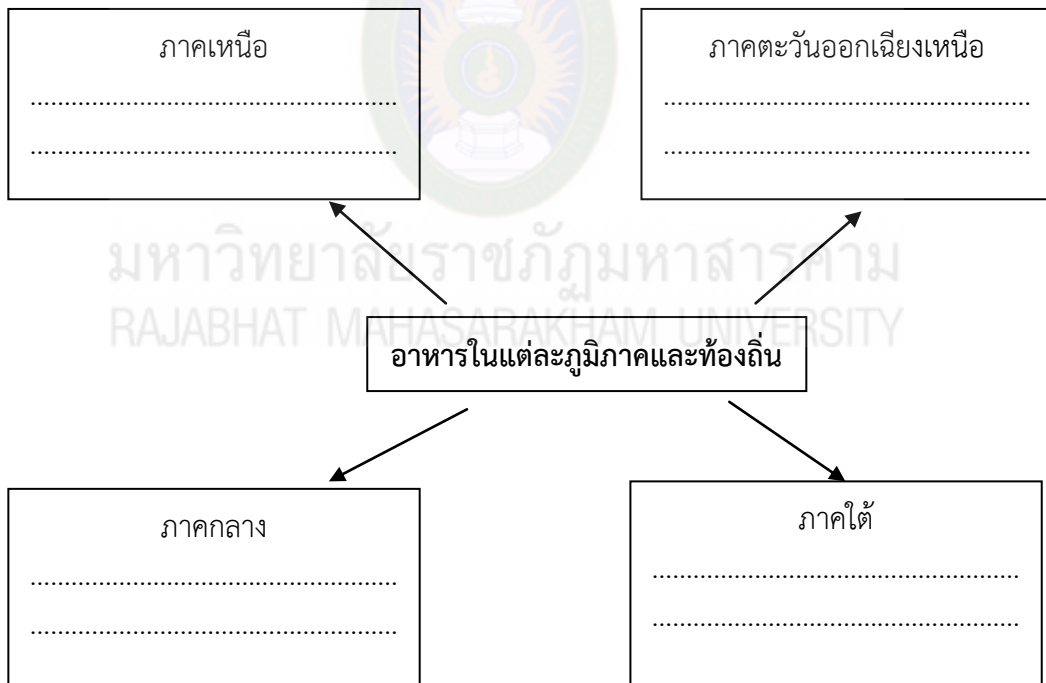 ภาคเหนือ
......................................................
......................................................
ภาคตะวันออกเฉียงเหนือ
......................................................
......................................................
มหาวิทยาลัยราชภัฏมหาสารคาม
RAJABHAT MAHASARAKHAM UNIVERSITY
อาหารในแต่ละภูมิภาคและท้องถิ่น
ภาคกลาง
......................................................
......................................................
ภาคใต้
......................................................
......................................................